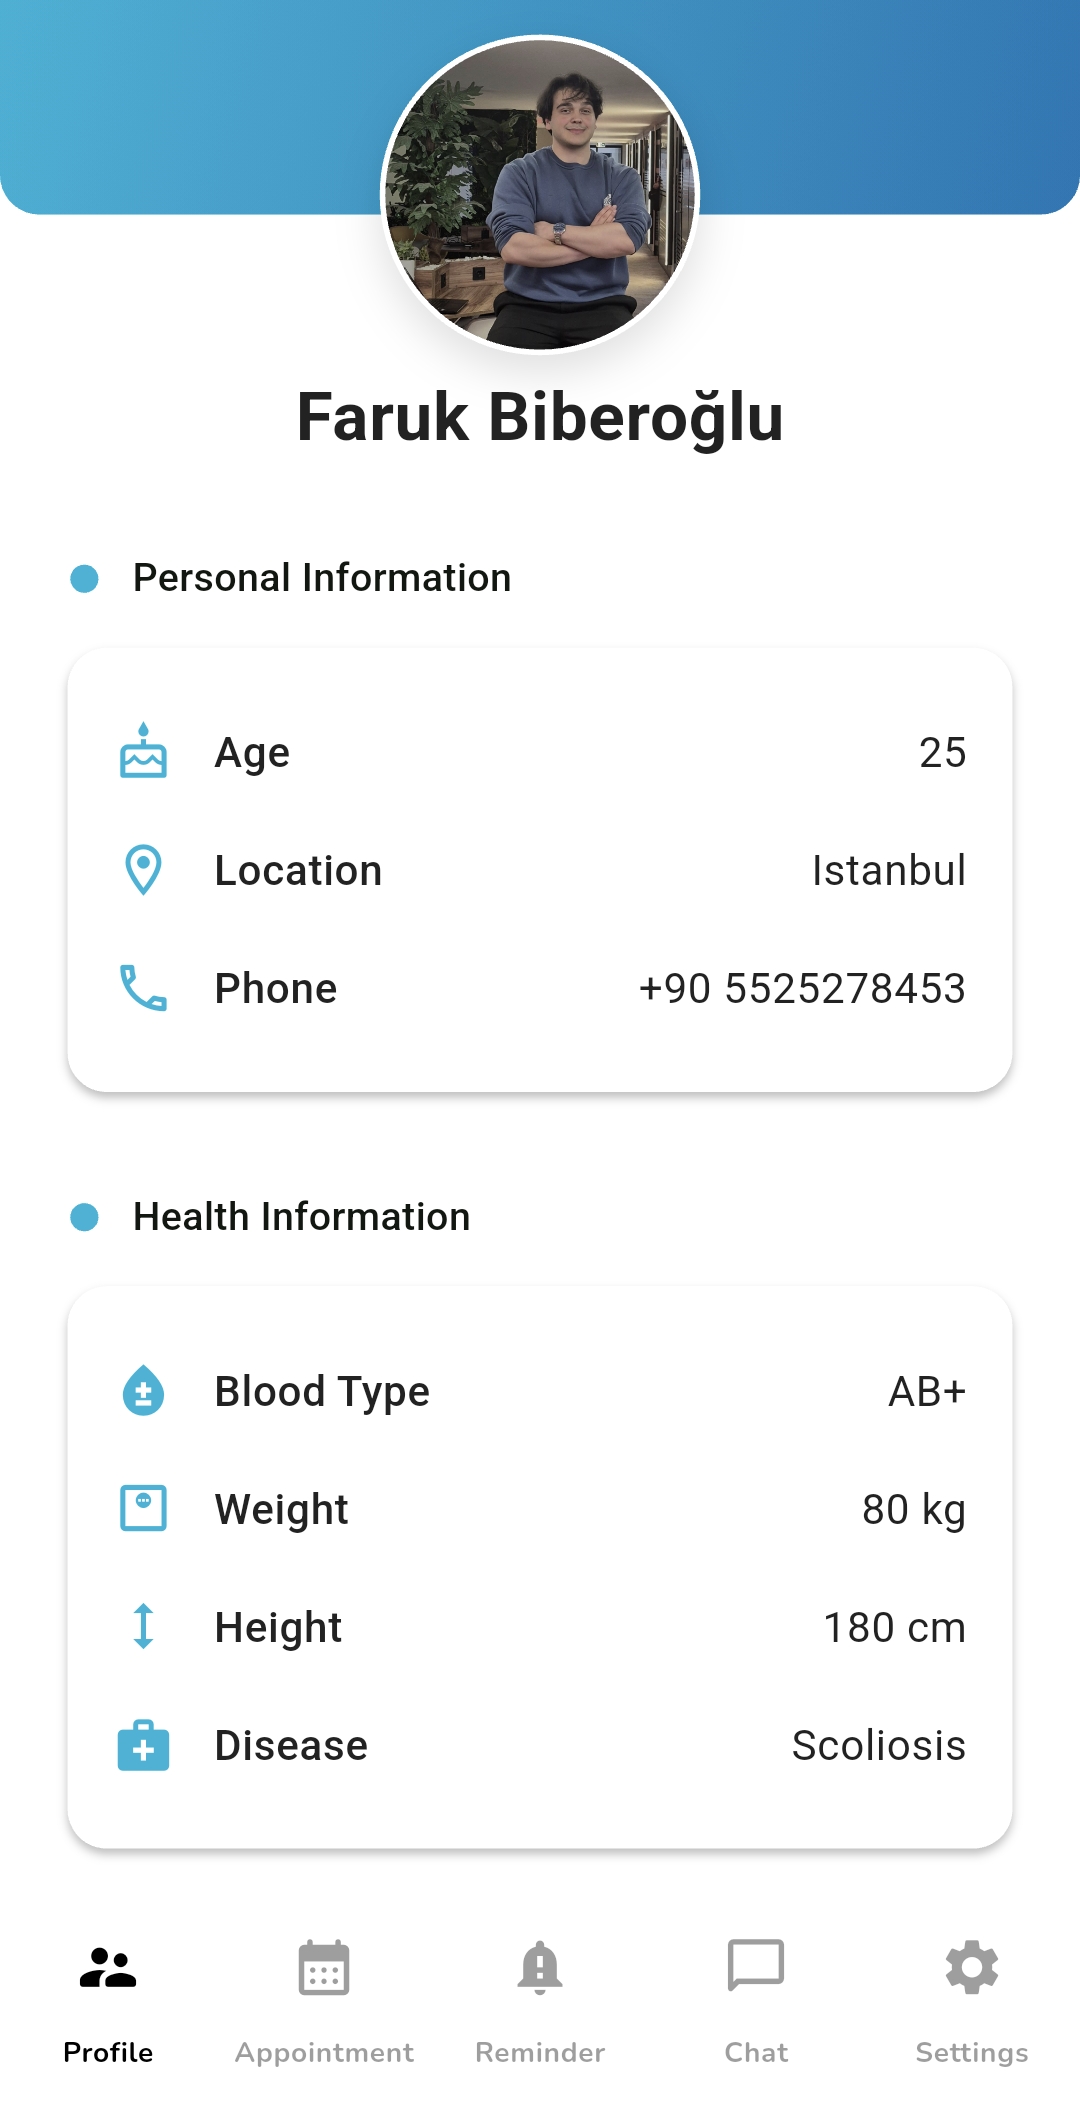 Faruk Biberoğlu
Personal Information
Age 25
Location Istanbul
Phone +90 5525278453
Health Information
Blood Type AB+
Weight 80 kg
Height 180 cm
Disease Scoliosis
Profile Appointment Reminder Chat Settings